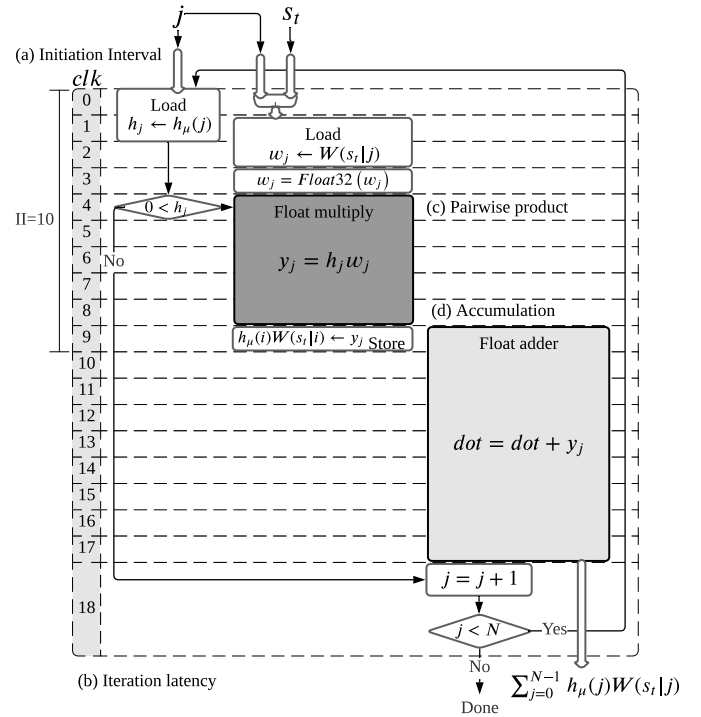 j
s_t
(a) Initiation Interval
clk
0
1
2
3
4
5
6
7
8
9
10
11
12
13
14
15
16
17
18
II=10
Load
h_j ← h_μ(j)
Load
w_j ← W(s_t|j)
w_j = Float32 (w_j)
0 < h_j
No
Float multiply
y_j = h_j w_j
(c) Pairwise product
h_μ(i)W(s_t|i) ← y_j Store
(d) Accumulation
Float adder
dot = dot + y_j
j = j + 1
j < N
Yes
No
Done
(b) Iteration latency
∑_{j=0}^{N−1} h_μ(j)W(s_t|j)